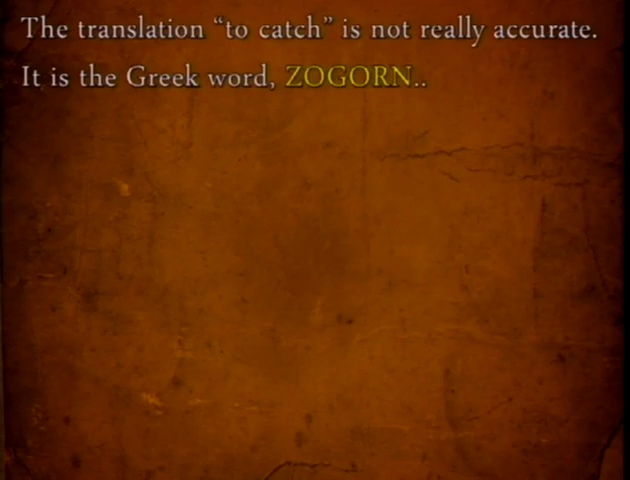 The translation “to catch” is not really accurate.
It is the Greek word, ZOGORN..